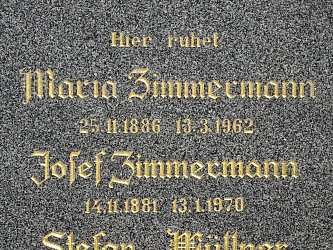 Hier ruhet
Maria Zimmermann
25.11.1886 13.3.1962
Josef Zimmermann
14.11.1881 13.1.1970
Stefan Wüllner